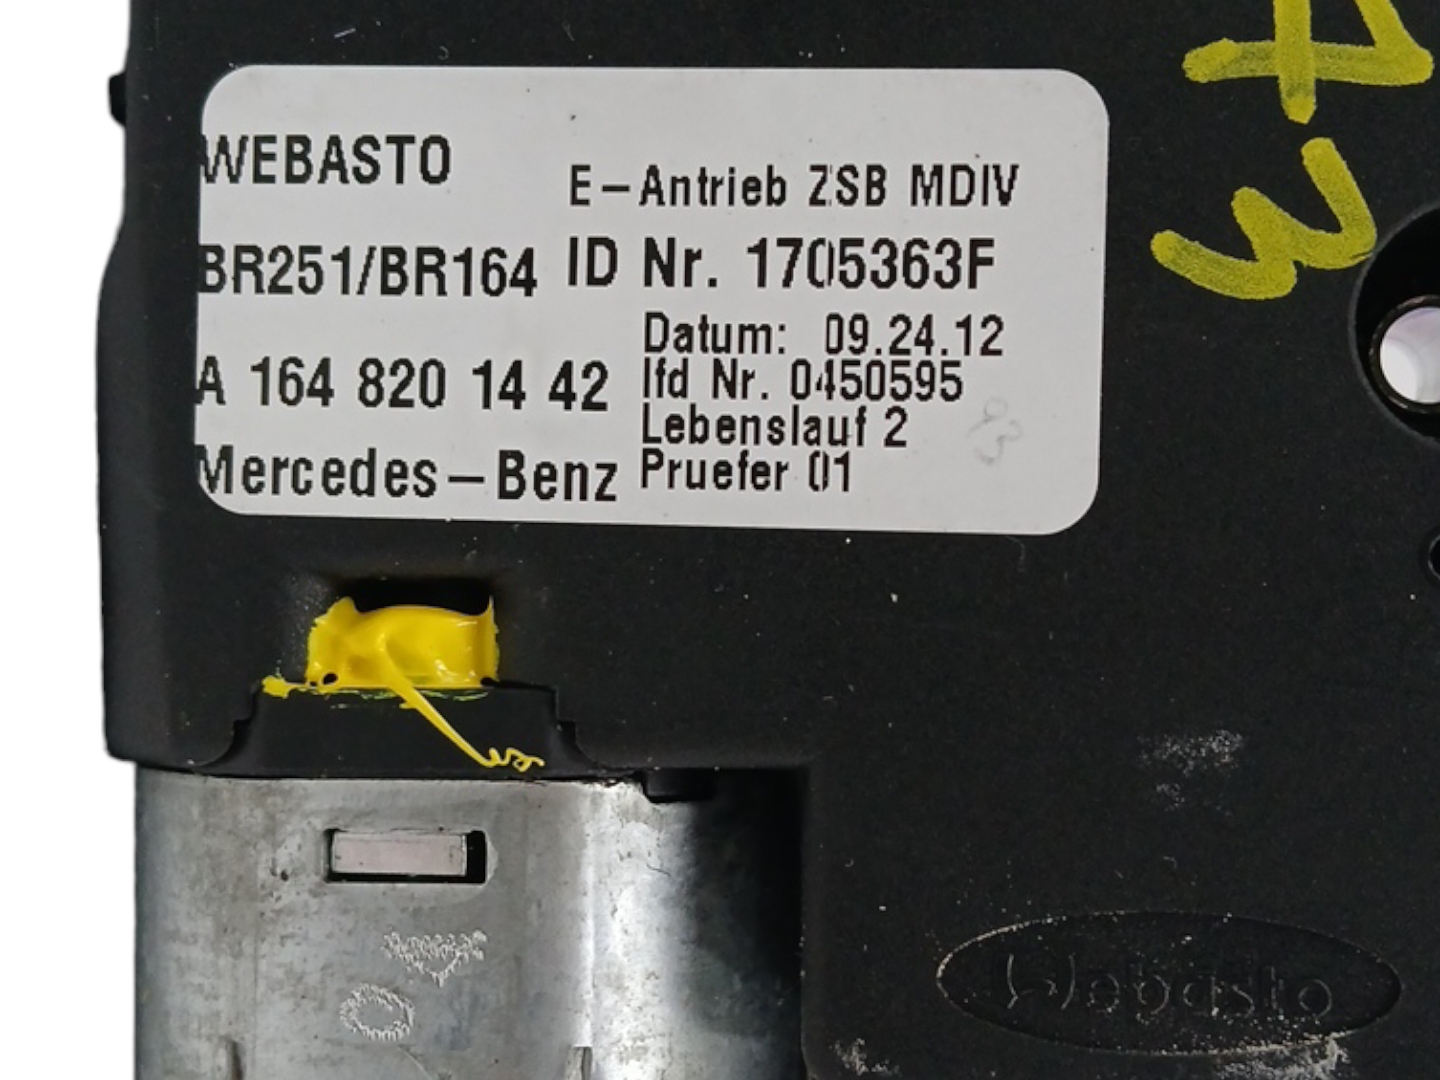 WEBASTO
E-Antrieb ZSB MDIV
BR251/BR164
ID Nr. 1705363F
Datum: 09.24.12
A 164 820 14 42
lfd Nr. 0450595
Lebenslauf 2
93
Mercedes-Benz
Pruefer 01
Webasto